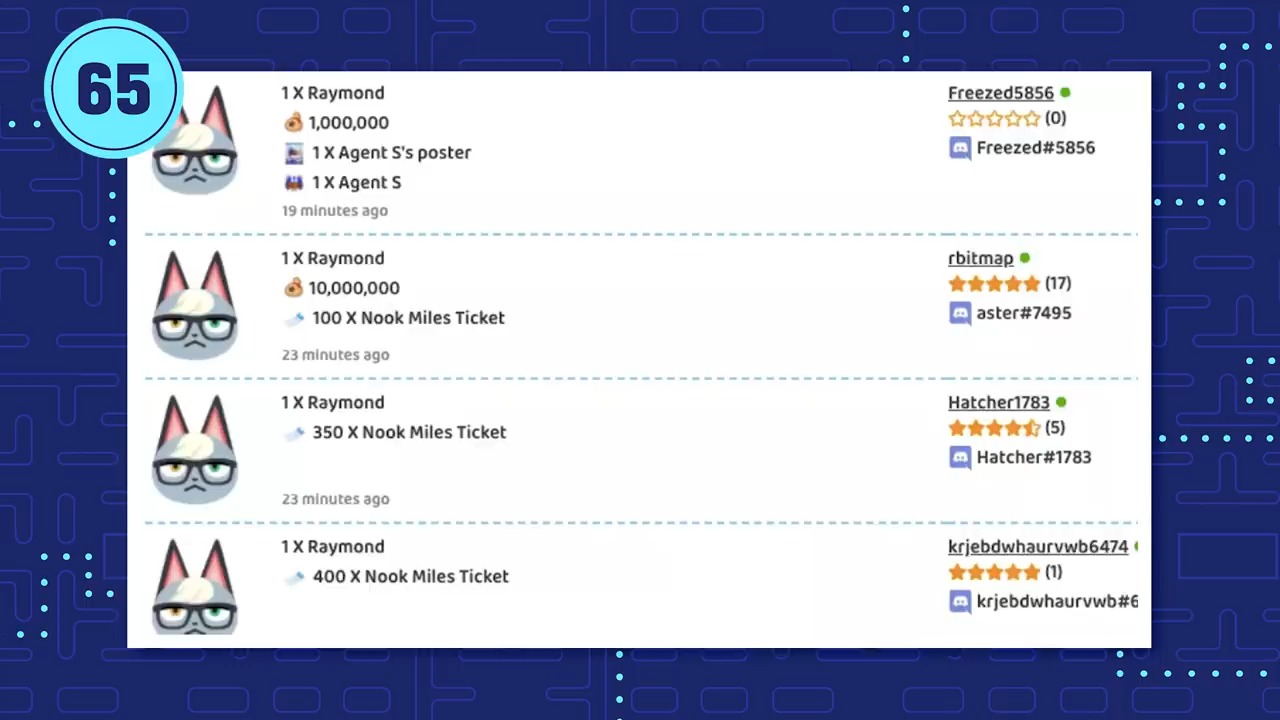 65
1 X Raymond
1,000,000
1 X Agent S's poster
1 X Agent S
19 minutes ago
Freezed5856
(0)
Freezed#5856
1 X Raymond
10,000,000
100 X Nook Miles Ticket
23 minutes ago
rbitmap
(17)
aster#7495
1 X Raymond
350 X Nook Miles Ticket
23 minutes ago
Hatcher1783
(5)
Hatcher#1783
1 X Raymond
400 X Nook Miles Ticket
krjebdwhaurvwb6474
(1)
krjebdwhaurvwb#6